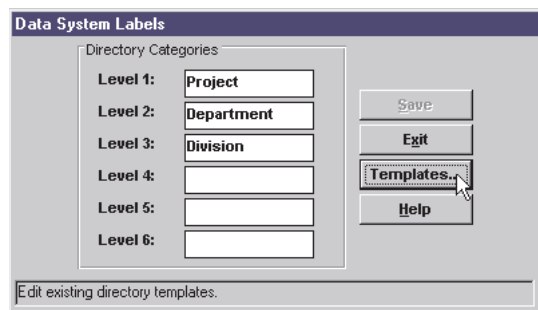 Data System Labels
Directory Categories
Level 1: Project
Level 2: Department
Level 3: Division
Level 4:
Level 5:
Level 6:
Save
Exit
Templates...
Help
Edit existing directory templates.